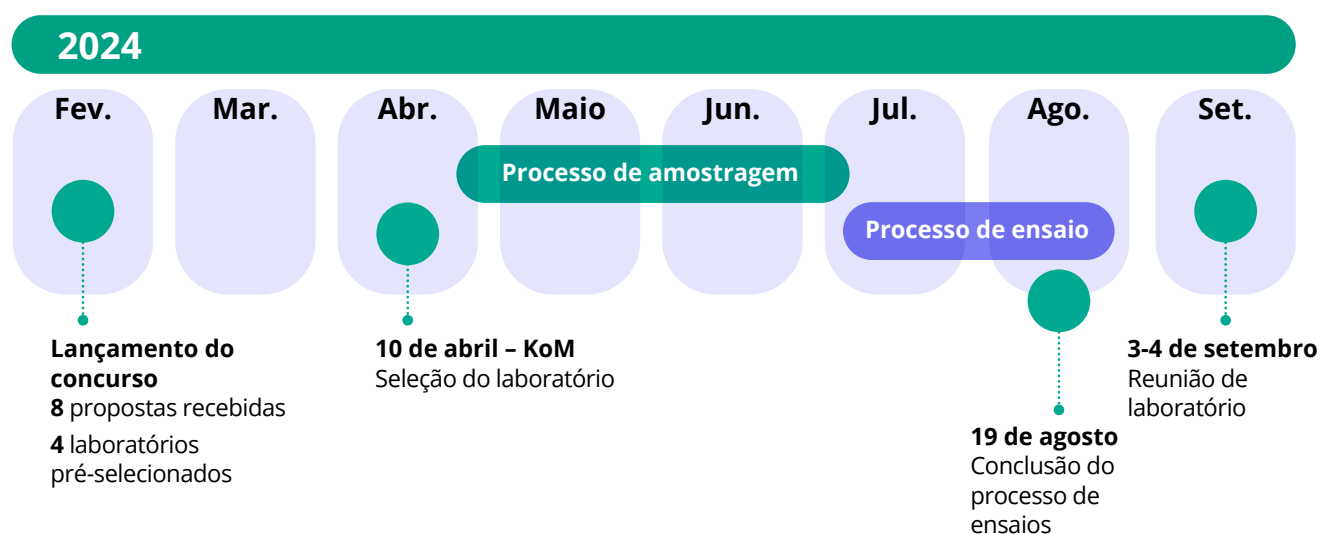 2024
Fev.
Mar.
Abr.
Maio
Jun.
Jul.
Ago.
Set.
Processo de amostragem
Processo de ensaio
Lançamento do
concurso
8 propostas recebidas
4 laboratórios
pré-selecionados
10 de abril – KoM
Seleção do laboratório
19 de agosto
Conclusão do
processo de
ensaios
3-4 de setembro
Reunião de
laboratório